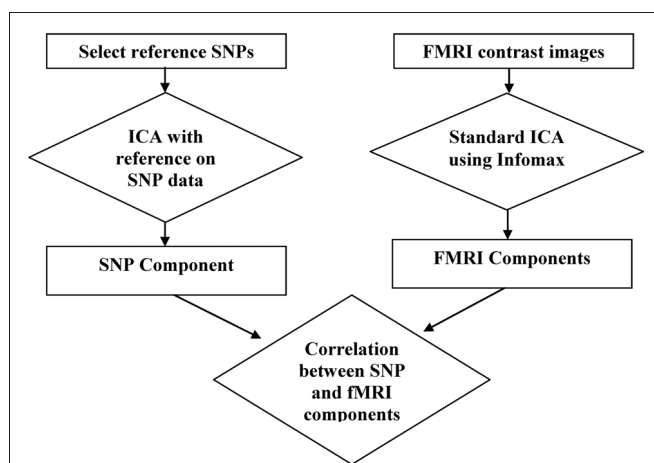 Select reference SNPs
FMRI contrast images
ICA with
reference on
SNP data
Standard ICA
using Infomax
SNP Component
FMRI Components
Correlation
between SNP
and fMRI
components